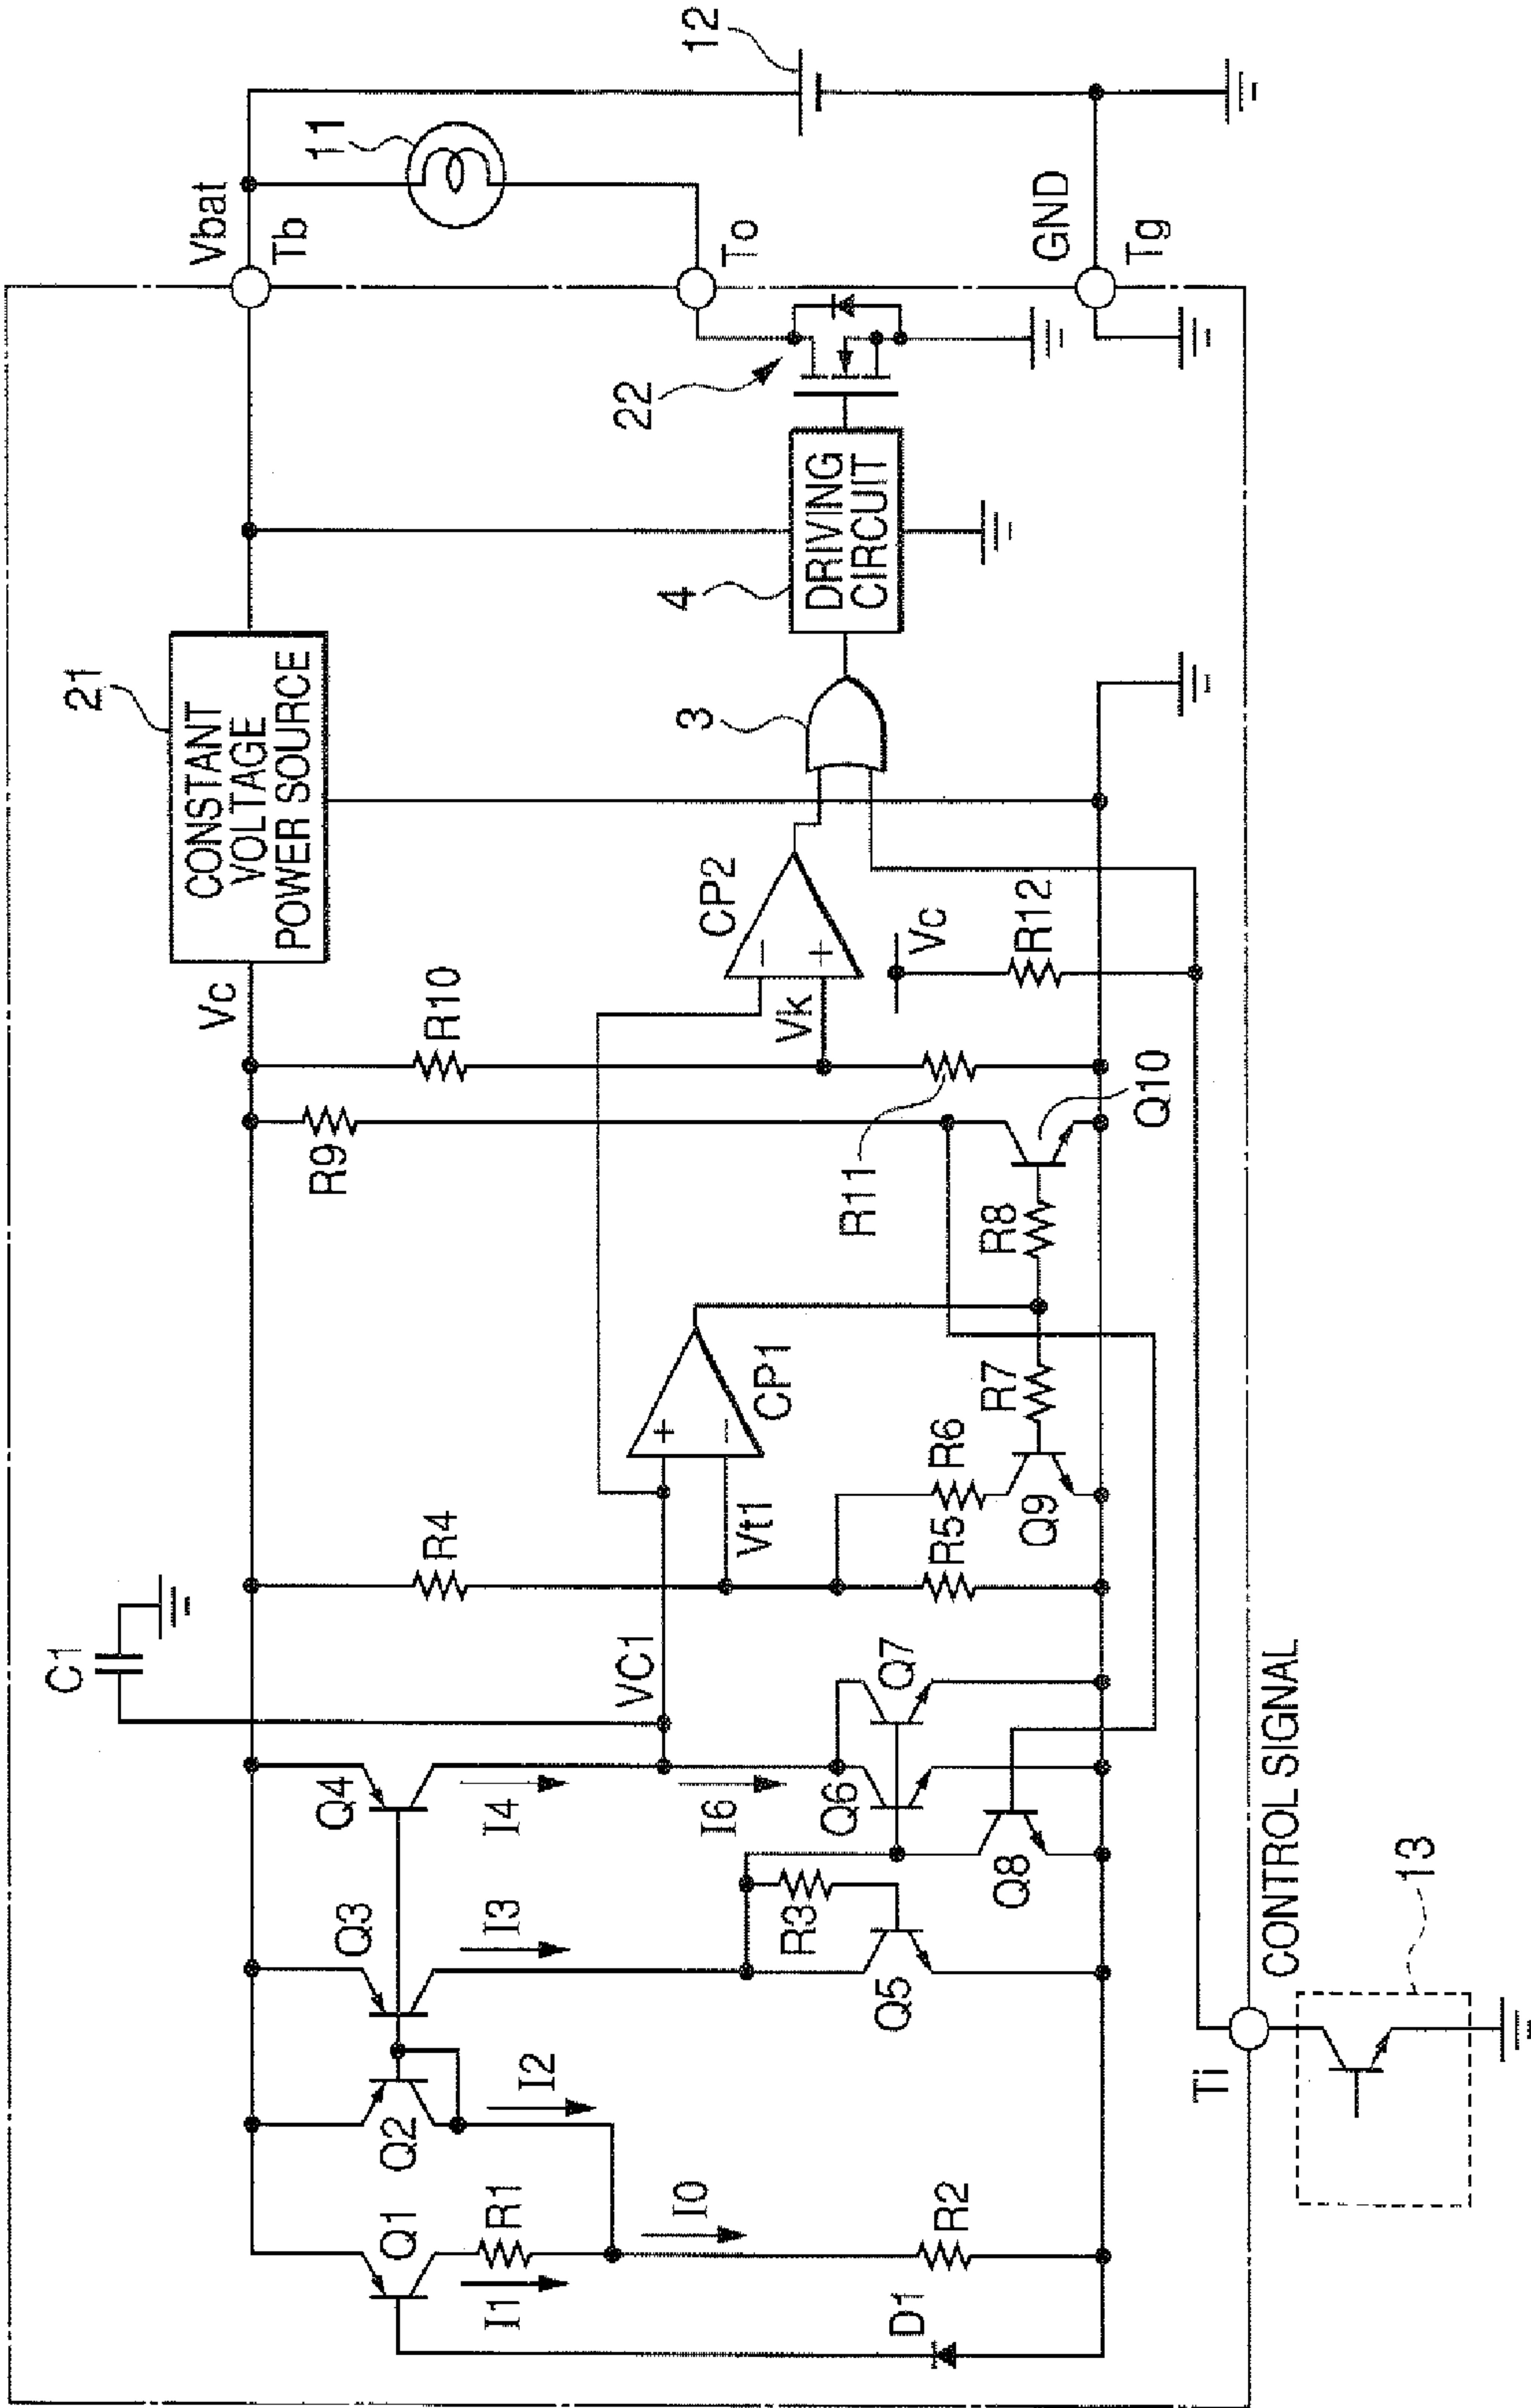 C1
21
CONSTANT
VOLTAGE
POWER SOURCE
Vc
Vbat
Tb
12
11
Q1
I1
R1
Q2
I2
Q3
I3
Q4
I4
VC1
R4
R9
R10
I0
I6
Vt1
CP1
CP2
Vk
3
4
DRIVING
CIRCUIT
22
To
GND
Tg
D1
R2
Q5
R3
Q8
Q6
Q7
R5
R6
Q9
R7
R8
R11
Q10
Vc
R12
Ti
CONTROL SIGNAL
13